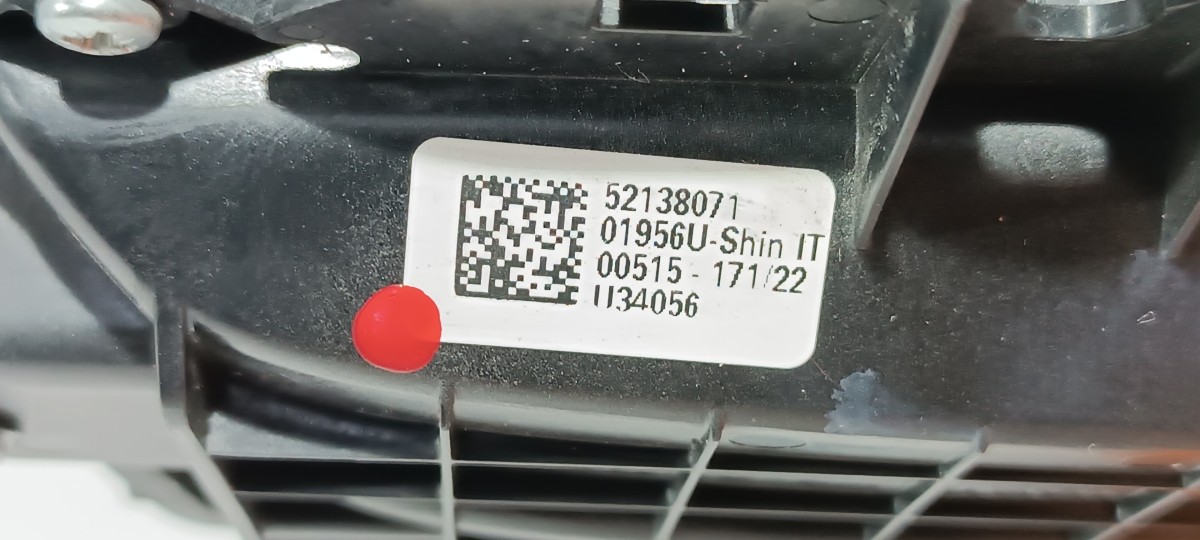 52138071
01956U-Shin IT
00515 - 171/22
U34056